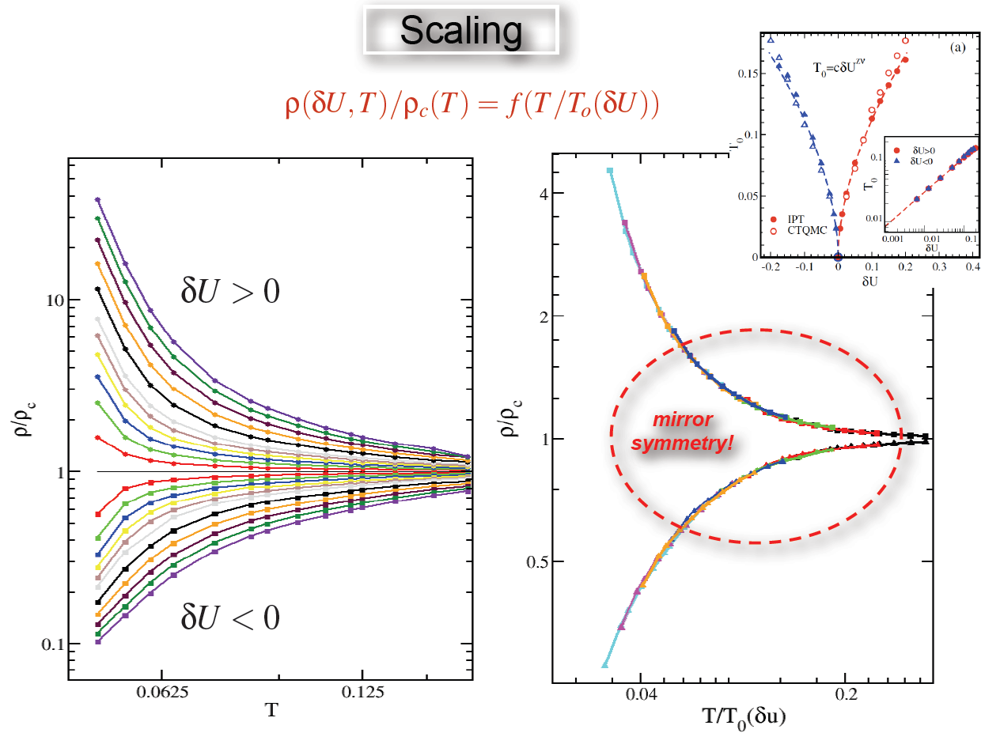 Scaling
ρ(δU,T)/ρc(T) = f(T/To(δU))
(a)
T0=cδU^zν
0.15
0.1
0.05
0
T0
IPT
CTQMC
-0.2 -0.1 0 0.1 0.2 0.3 0.4
δU
δU>0
δU<0
0.1
0.01
T0
0.001 0.01 0.1
δU
10
1
0.1
ρ/ρc
δU > 0
δU < 0
0.0625 0.125
T
4
2
1
0.5
ρ/ρc
mirror
symmetry!
0.04 0.2
T/T0(δu)